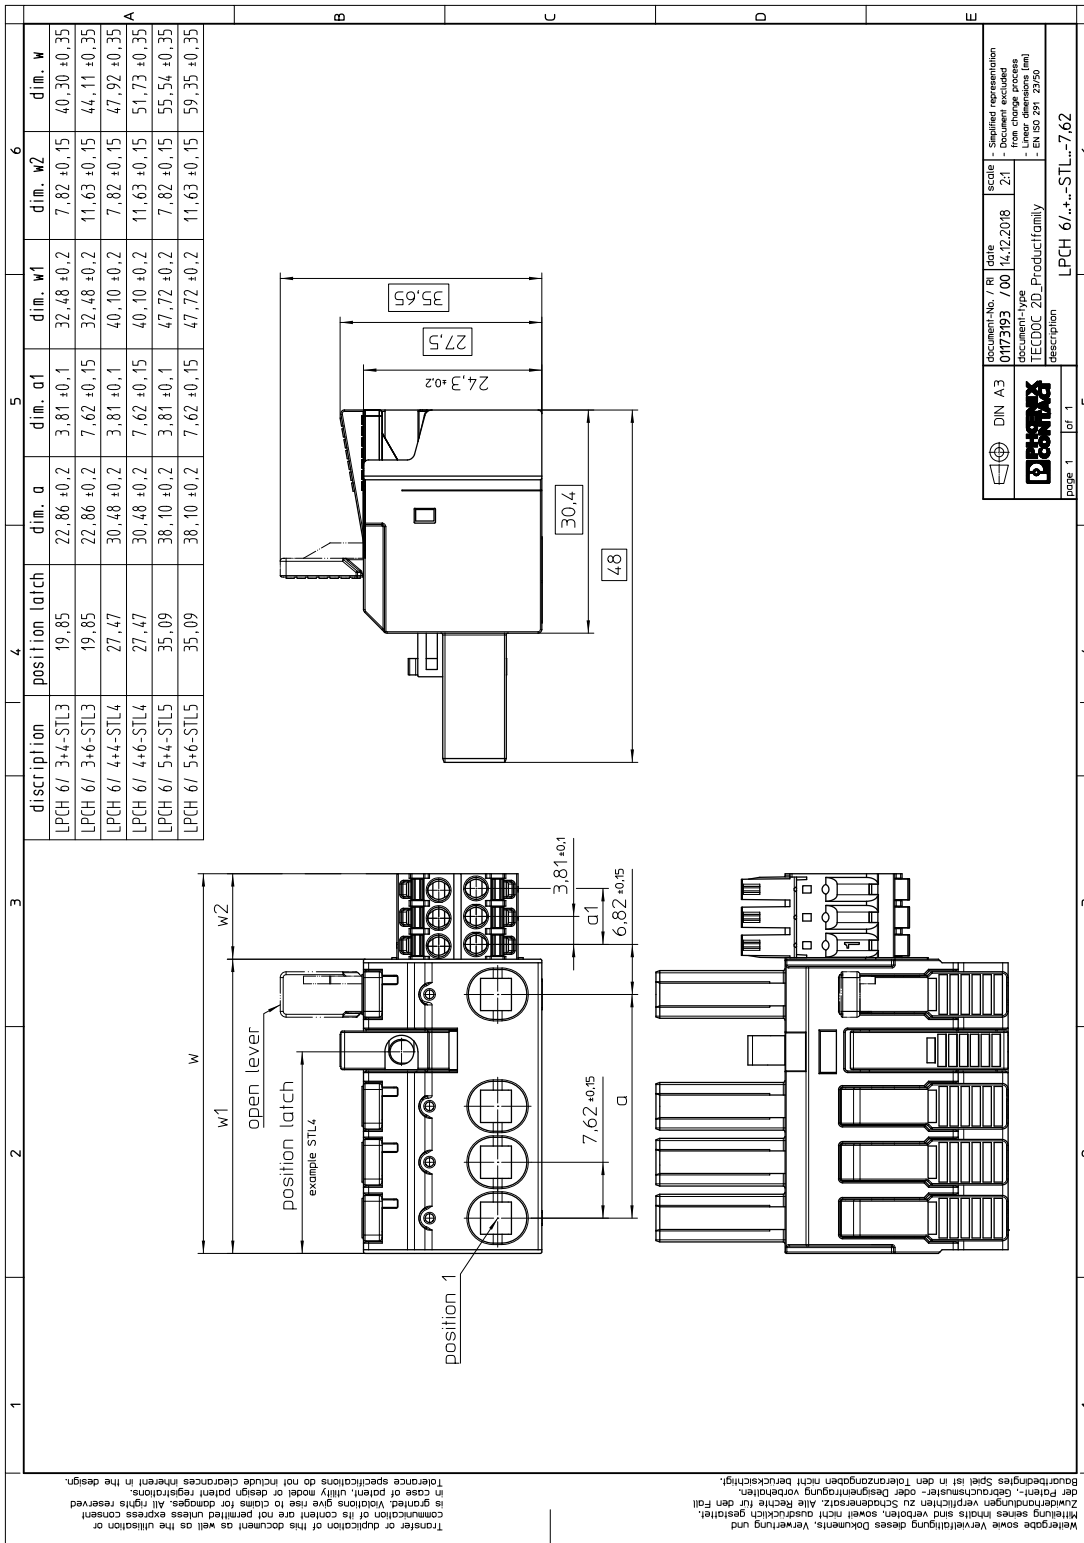 discription position latch dim. a dim. a1 dim. w1 dim. w2 dim. w
LPCH 6/ 3+4-STL3 19,85 22,86 ±0,2 3,81 ±0,1 32,48 ±0,2 7,82 ±0,15 40,30 ±0,35
LPCH 6/ 3+6-STL3 19,85 22,86 ±0,2 7,62 ±0,15 32,48 ±0,2 11,63 ±0,15 44,11 ±0,35
LPCH 6/ 4+4-STL4 27,47 30,48 ±0,2 3,81 ±0,1 40,10 ±0,2 7,82 ±0,15 47,92 ±0,35
LPCH 6/ 4+6-STL4 27,47 30,48 ±0,2 7,62 ±0,15 40,10 ±0,2 11,63 ±0,15 51,73 ±0,35
LPCH 6/ 5+4-STL5 35,09 38,10 ±0,2 3,81 ±0,1 47,72 ±0,2 7,82 ±0,15 55,54 ±0,35
LPCH 6/ 5+6-STL5 35,09 38,10 ±0,2 7,62 ±0,15 47,72 ±0,2 11,63 ±0,15 59,35 ±0,35
1
2
3
4
5
6
A
B
C
D
E
w
w1
w2
open lever
position latch
example STL4
position 1
7,62 ±0,15
a
3,81 ±0,1
a1
6,82 ±0,15
1
35,65
27,5
24,3 ±0,2
30,4
48
DIN A3
PHOENIX
CONTACT
page 1 of 1
document-No. / RI
01173193 / 00
date
14.12.2018
scale
2:1
- Simplified representation
- Document excluded
from change process
- Linear dimensions [mm]
- EN ISO 291 23/50
document-type
TECDOC 2D_Productfamily
description
LPCH 6/..+..-STL..-7,62
Transfer or duplication of this document as well as the utilisation or
communication of its content are not permitted unless express consent
is granted. Violations give rise to claims for damages. All rights reserved
in case of patent, utility model or design patent registrations.
Tolerance specifications do not include clearances inherent in the design.
Weitergabe sowie Vervielfältigung dieses Dokuments, Verwertung und
Mitteilung seines Inhalts sind verboten, soweit nicht ausdrücklich gestattet.
Zuwiderhandlungen verpflichten zu Schadenersatz. Alle Rechte für den Fall
der Patent-, Gebrauchsmuster- oder Designeintragung vorbehalten.
Bauartbedingtes Spiel ist in den Toleranzangaben nicht berücksichtigt.